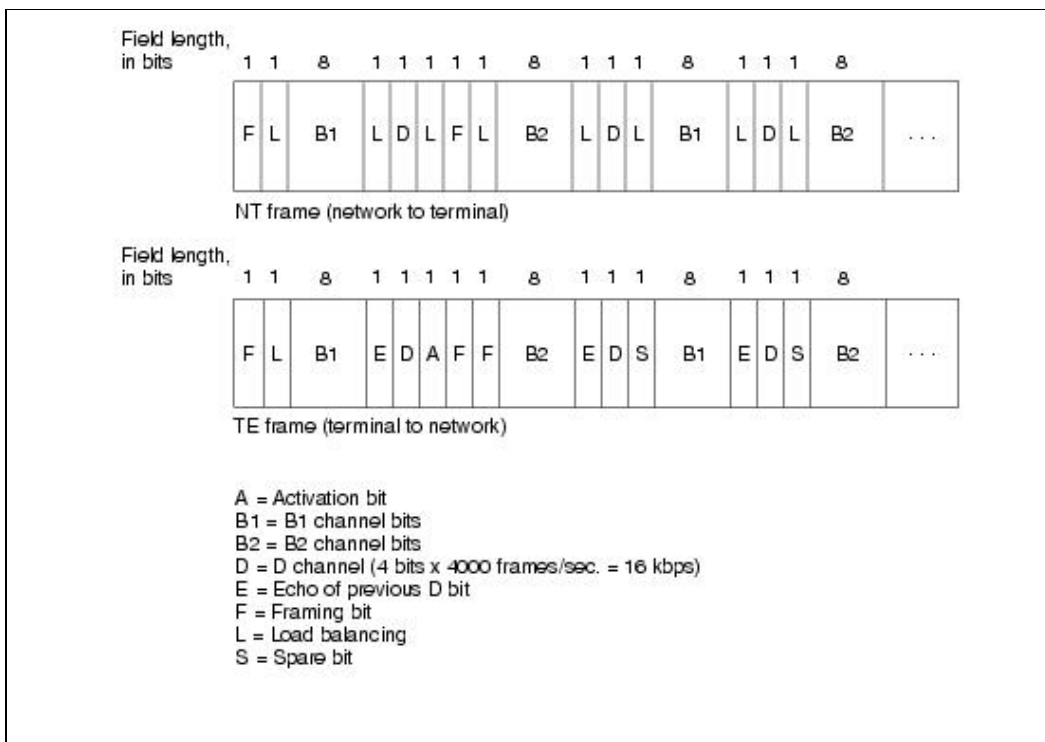 Field length,
in bits 1 1 8 1 1 1 1 1 8 1 1 1 8 1 1 1 8
F L B1 L D L F L B2 L D L B1 L D L B2 . . .
NT frame (network to terminal)
Field length,
in bits 1 1 8 1 1 1 1 1 8 1 1 1 8 1 1 1 8
F L B1 E D A F F B2 E D S B1 E D S B2 . . .
TE frame (terminal to network)
A = Activation bit
B1 = B1 channel bits
B2 = B2 channel bits
D = D channel (4 bits x 4000 frames/sec. = 16 kbps)
E = Echo of previous D bit
F = Framing bit
L = Load balancing
S = Spare bit